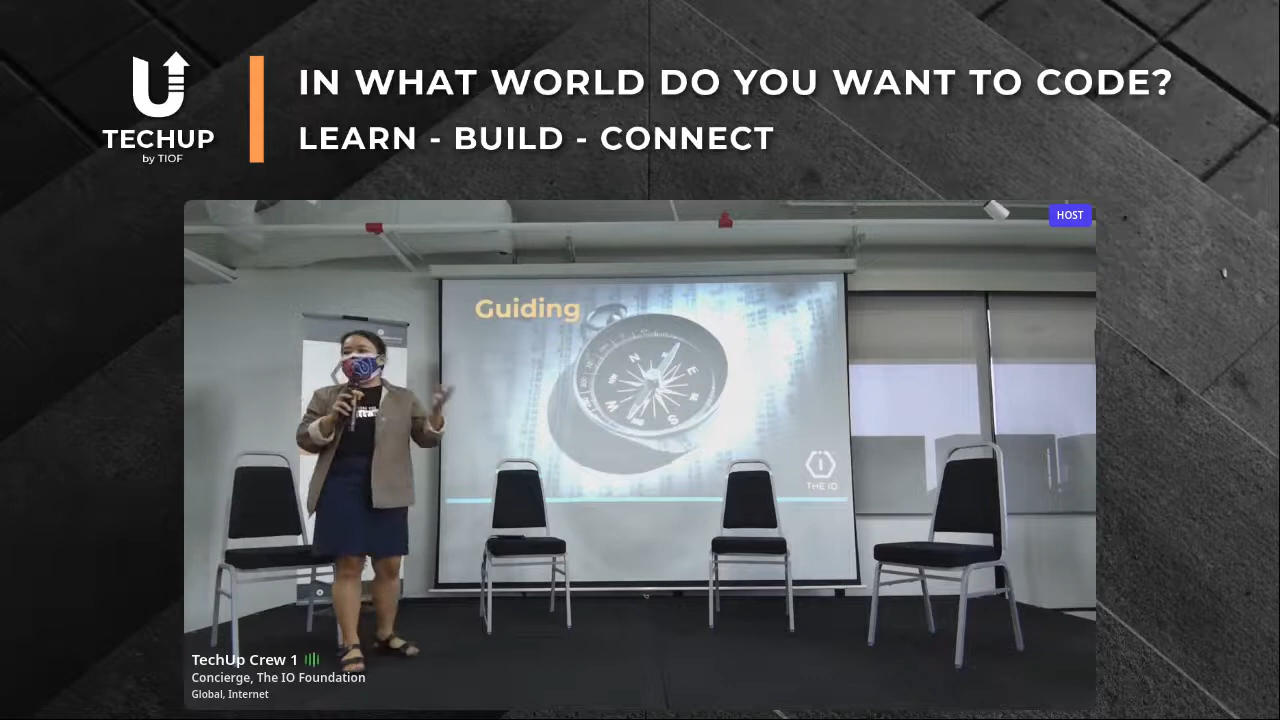 TECHUP
by TIOF
IN WHAT WORLD DO YOU WANT TO CODE?
LEARN - BUILD - CONNECT
HOST
Guiding
N
E
S
W
THE IO
TechUp Crew 1
Concierge, The IO Foundation
Global, Internet